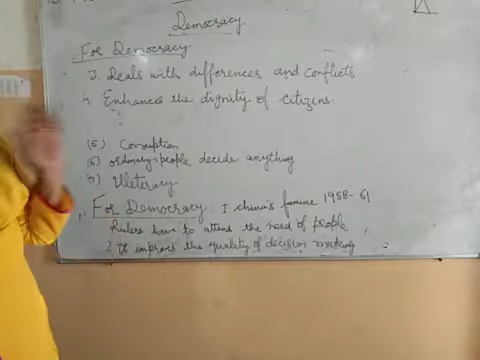 Democracy
For Democracy
3. Deals with differences and conflicts
4. Enhances the dignity of citizens
(5) Corruption
(6) ordinary people decide anything
(7) Illeteracy
For Democracy: I China's famine 1958-61
Rulers have to attend the need of people
2 It improves the quality of decision making